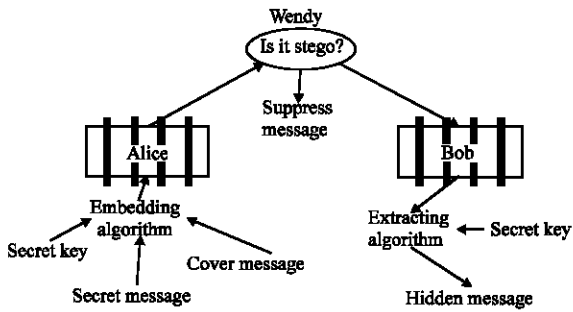 Wendy
Is it stego?
Suppress
message
Alice
Bob
Embedding
algorithm
Secret key
Secret message
Cover message
Extracting
algorithm
Secret key
Hidden message